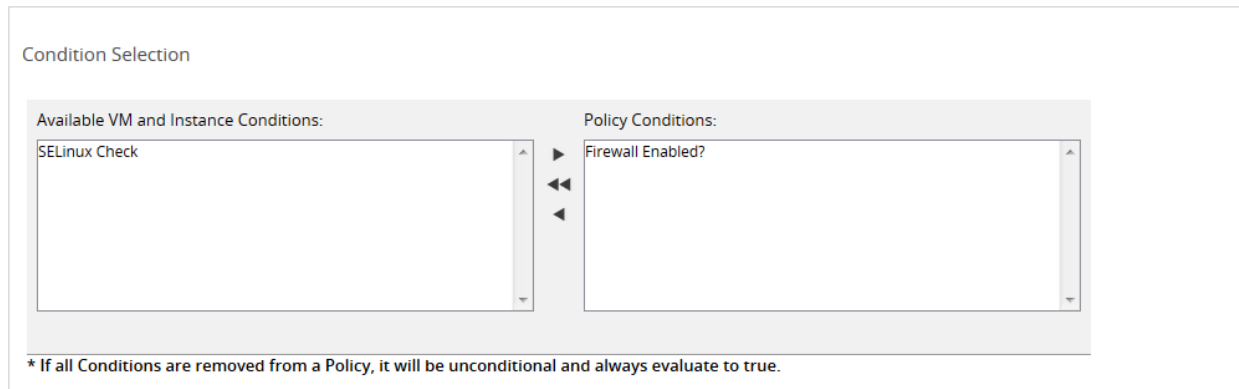 Condition Selection
Available VM and Instance Conditions:
Policy Conditions:
SELinux Check
Firewall Enabled?
* If all Conditions are removed from a Policy, it will be unconditional and always evaluate to true.